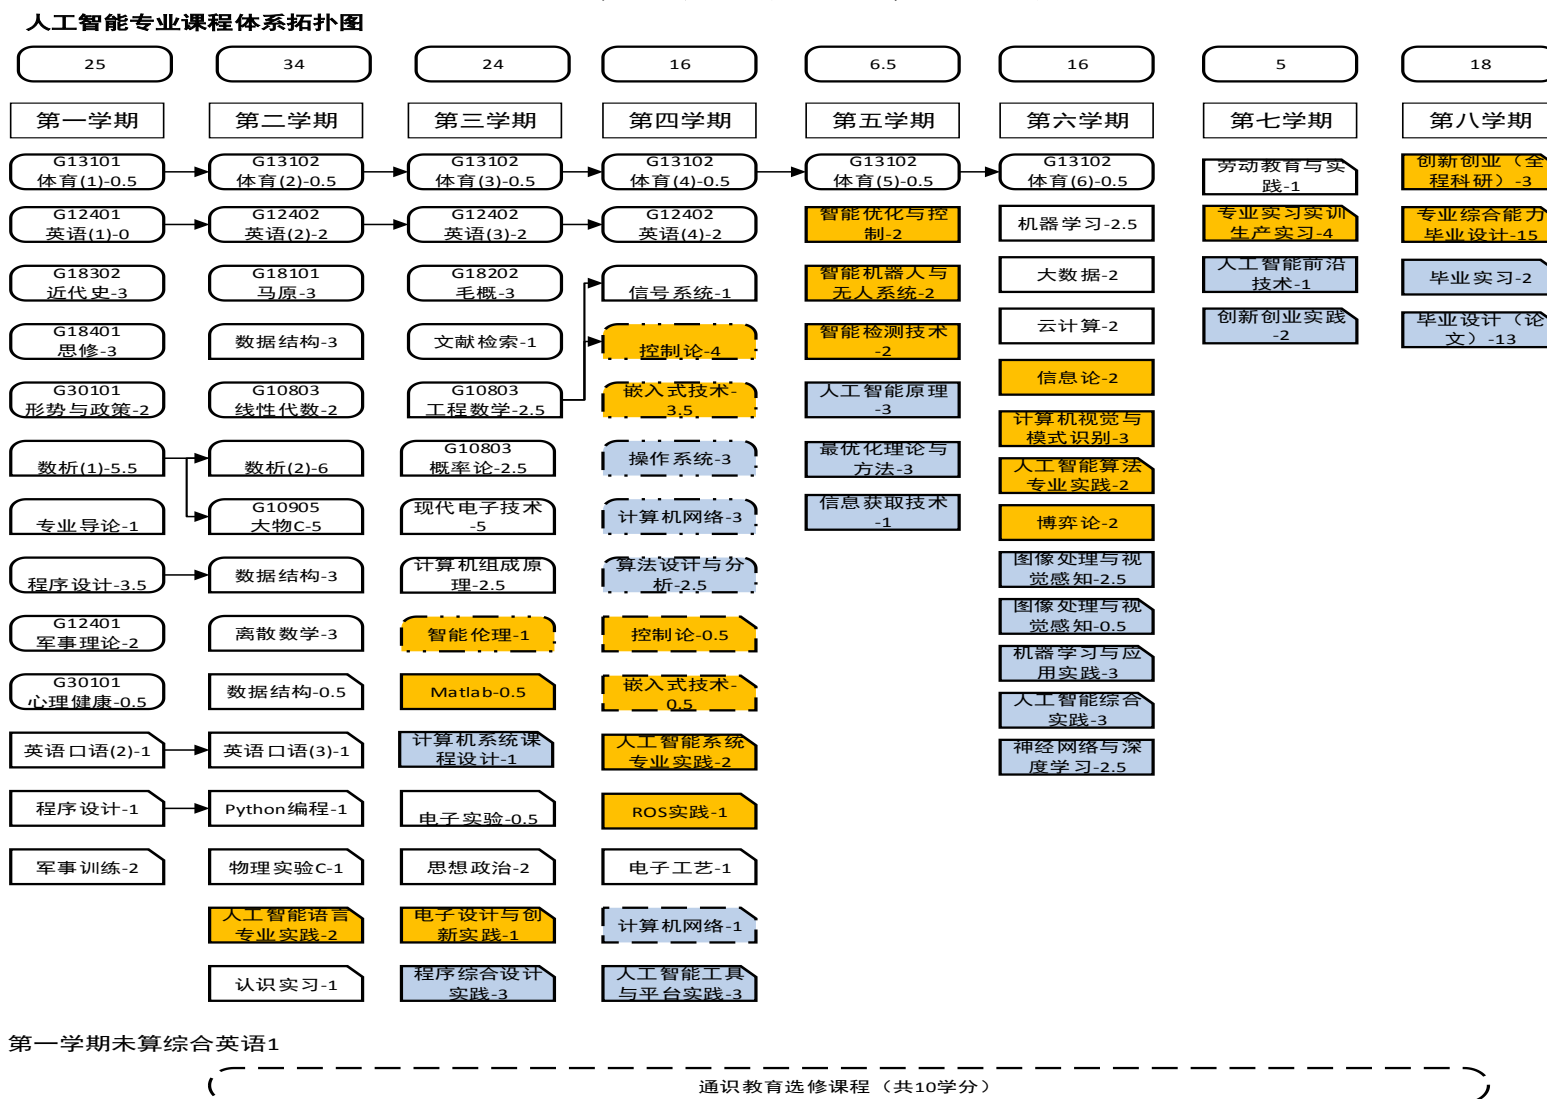 人工智能专业课程体系拓扑图
25
34
24
16
6.5
16
5
18
第一学期
第二学期
第三学期
第四学期
第五学期
第六学期
第七学期
第八学期
G13101
体育(1)-0.5
G13102
体育(2)-0.5
G13102
体育(3)-0.5
G13102
体育(4)-0.5
G13102
体育(5)-0.5
G13102
体育(6)-0.5
劳动教育与实
践-1
创新创业（全
程科研）-3
G12401
英语(1)-0
G12402
英语(2)-2
G12402
英语(3)-2
G12402
英语(4)-2
智能优化与控
制-2
机器学习-2.5
专业实习实训
生产实习-4
专业综合能力
毕业设计-15
G18302
近代史-3
G18101
马原-3
G18202
毛概-3
信号系统-1
智能机器人与
无人系统-2
大数据-2
人工智能前沿
技术-1
毕业实习-2
G18401
思修-3
数据结构-3
文献检索-1
控制论-4
智能检测技术
-2
云计算-2
创新创业实践
-2
毕业设计（论
文）-13
G30101
形势与政策-2
G10803
线性代数-2
G10803
工程数学-2.5
嵌入式技术-
3.5
人工智能原理
-3
信息论-2
数析(1)-5.5
数析(2)-6
G10803
概率论-2.5
操作系统-3
最优化理论与
方法-3
计算机视觉与
模式识别-3
专业导论-1
G10905
大物C-5
现代电子技术
-5
计算机网络-3
信息获取技术
-1
人工智能算法
专业实践-2
博弈论-2
程序设计-3.5
数据结构-3
计算机组成原
理-2.5
算法设计与分
析-2.5
图像处理与视
觉感知-2.5
G12401
军事理论-2
离散数学-3
智能伦理-1
控制论-0.5
图像处理与视
觉感知-0.5
G30101
心理健康-0.5
数据结构-0.5
Matlab-0.5
嵌入式技术-
0.5
机器学习与应
用实践-3
人工智能综合
实践-3
英语口语(2)-1
英语口语(3)-1
计算机系统课
程设计-1
人工智能系统
专业实践-2
神经网络与深
度学习-2.5
程序设计-1
Python编程-1
电子实验-0.5
ROS实践-1
军事训练-2
物理实验C-1
思想政治-2
电子工艺-1
人工智能语言
专业实践-2
电子设计与创
新实践-1
计算机网络-1
认识实习-1
程序综合设计
实践-3
人工智能工具
与平台实践-3
第一学期未算综合英语1
通识教育选修课程（共10学分）